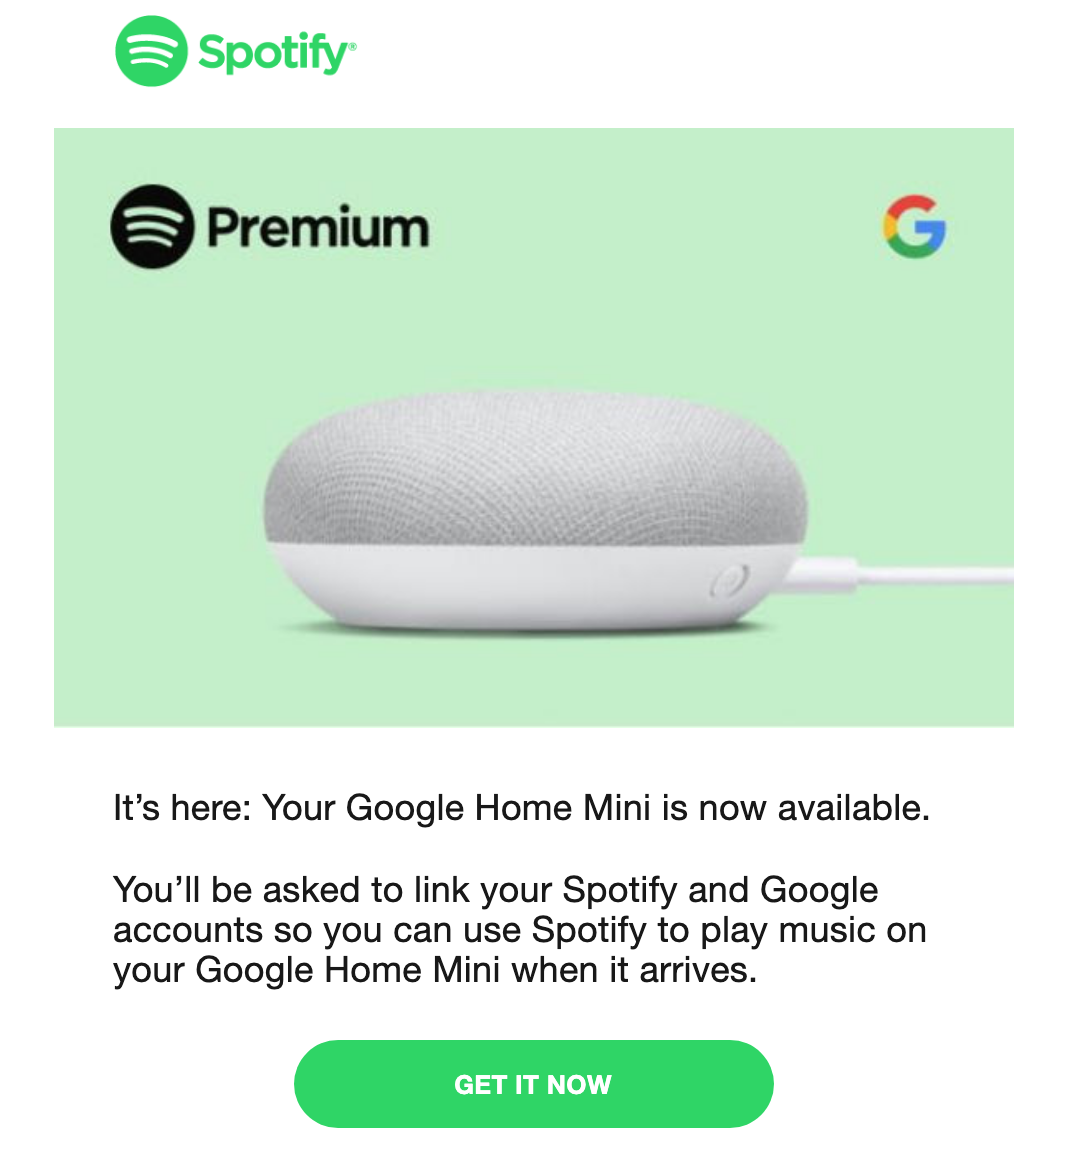 Spotify®
Premium
G
It’s here: Your Google Home Mini is now available.
You’ll be asked to link your Spotify and Google
accounts so you can use Spotify to play music on
your Google Home Mini when it arrives.
GET IT NOW